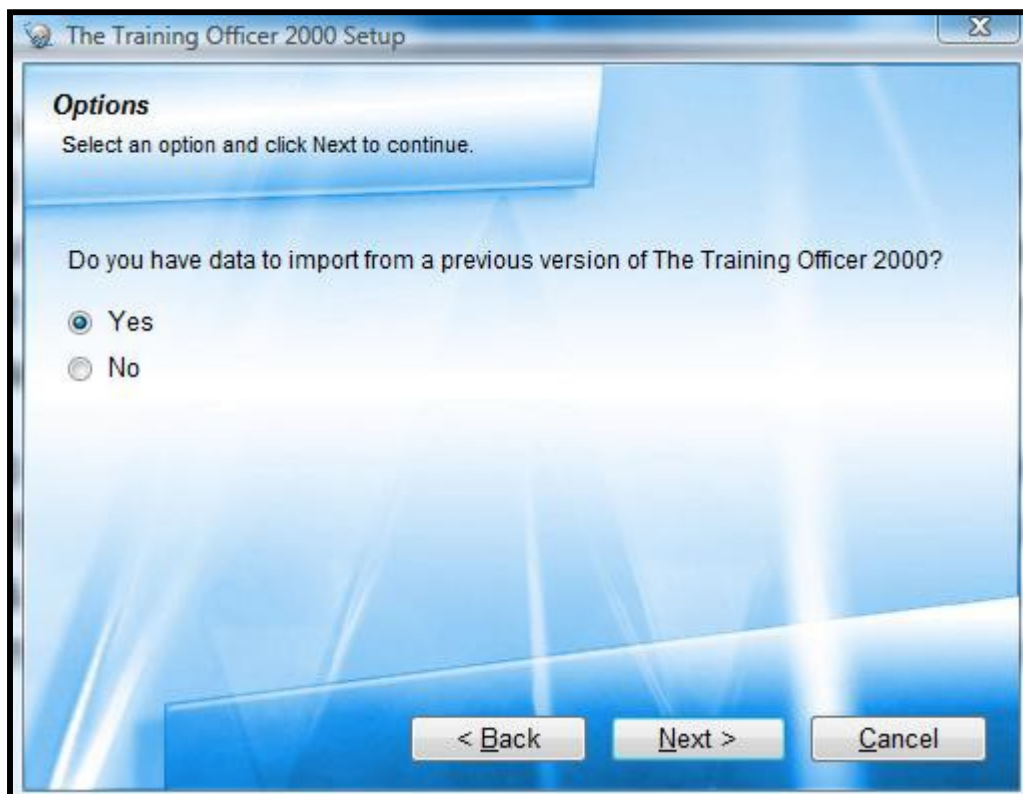 The Training Officer 2000 Setup
Options
Select an option and click Next to continue.
Do you have data to import from a previous version of The Training Officer 2000?
Yes
No
< Back
Next >
Cancel